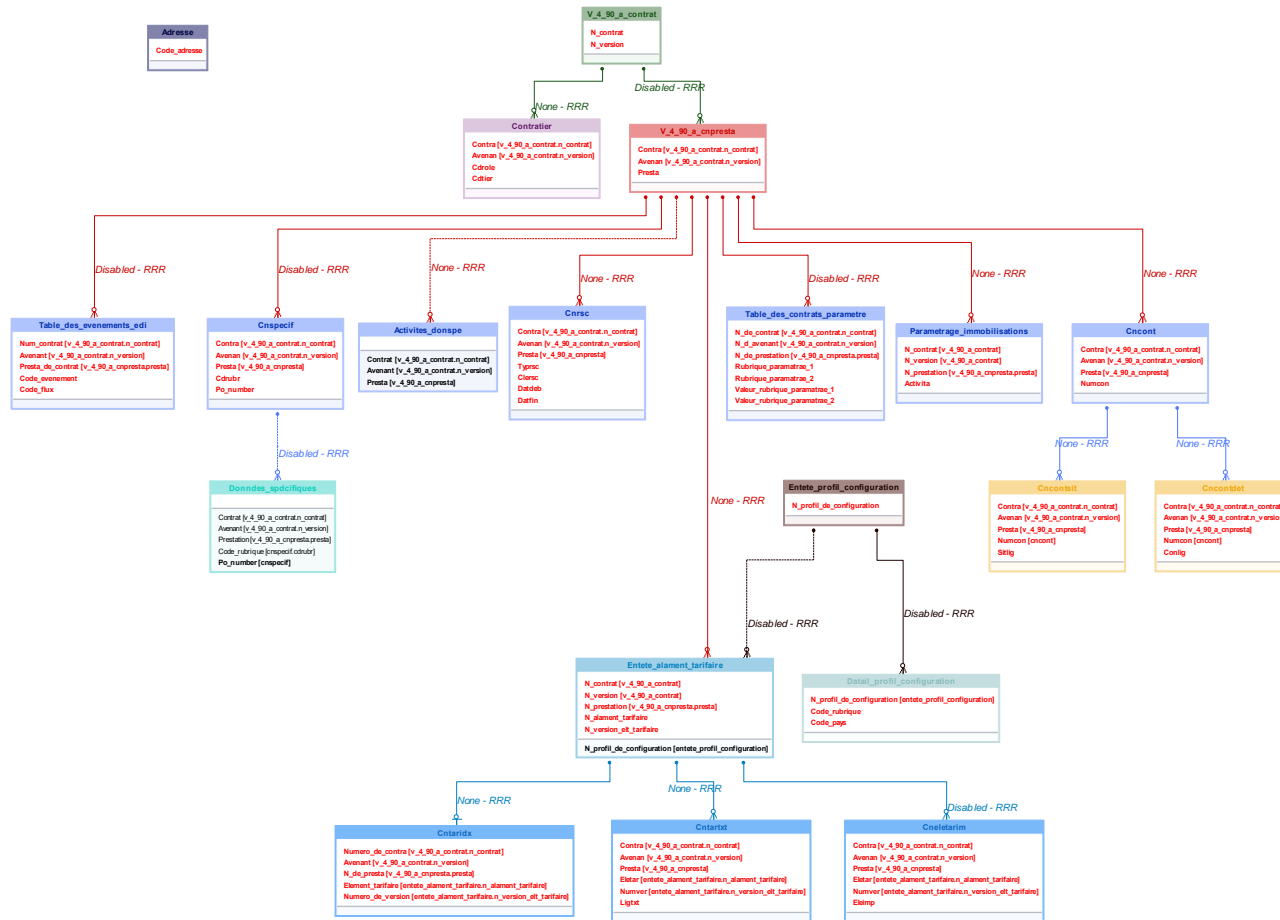 Adresse
Code_adresse
V_4_90_a_contrat
N_contrat
N_version
None - RRR
Disabled - RRR
Contratier
Contra [v_4_90_a_contrat.n_contrat]
Avenan [v_4_90_a_contrat.n_version]
Cdrole
Cdtier
V_4_90_a_cnpresta
Contra [v_4_90_a_contrat.n_contrat]
Avenan [v_4_90_a_contrat.n_version]
Presta
Disabled - RRR
Disabled - RRR
None - RRR
None - RRR
Disabled - RRR
None - RRR
None - RRR
Table_des_evenements_edi
Num_contrat [v_4_90_a_contrat.n_contrat]
Avenant [v_4_90_a_contrat.n_version]
Presta_de_contrat [v_4_90_a_cnpresta.presta]
Code_evenement
Code_flux
Cnspecif
Contra [v_4_90_a_contrat.n_contrat]
Avenan [v_4_90_a_contrat.n_version]
Presta [v_4_90_a_cnpresta]
Cdrubr
Po_number
Activites_donspe
Contrat [v_4_90_a_contrat.n_contrat]
Avenant [v_4_90_a_contrat.n_version]
Presta [v_4_90_a_cnpresta]
Cnrsc
Contra [v_4_90_a_contrat.n_contrat]
Avenan [v_4_90_a_contrat.n_version]
Presta [v_4_90_a_cnpresta]
Typrsc
Clersc
Datdeb
Datfin
Table_des_contrats_parametre
N_de_contrat [v_4_90_a_contrat.n_contrat]
N_d_avenant [v_4_90_a_contrat.n_version]
N_de_prestation [v_4_90_a_cnpresta.presta]
Rubrique_paramatrae_1
Rubrique_paramatrae_2
Valeur_rubrique_paramatrae_1
Valeur_rubrique_paramatrae_2
Parametrage_immobilisations
N_contrat [v_4_90_a_contrat]
N_version [v_4_90_a_contrat]
N_prestation [v_4_90_a_cnpresta.presta]
Activita
Cncont
Contra [v_4_90_a_contrat.n_contrat]
Avenan [v_4_90_a_contrat.n_version]
Presta [v_4_90_a_cnpresta]
Numcon
Disabled - RRR
None - RRR
None - RRR
Donndes_spdcifiques
Contrat [v_4_90_a_contrat.n_contrat]
Avenant [v_4_90_a_contrat.n_version]
Prestation [v_4_90_a_cnpresta.presta]
Code_rubrique [cnspecif.cdrubr]
Po_number [cnspecif]
None - RRR
Entete_profil_configuration
N_profil_de_configuration
Cncontsit
Contra [v_4_90_a_contrat.n_contrat]
Avenan [v_4_90_a_contrat.n_version]
Presta [v_4_90_a_cnpresta]
Numcon [cncont]
Sitlig
Cncontdet
Contra [v_4_90_a_contrat.n_contrat
Avenan [v_4_90_a_contrat.n_version
Presta [v_4_90_a_cnpresta]
Numcon [cncont]
Conlig
Disabled - RRR
Disabled - RRR
Entete_alament_tarifaire
N_contrat [v_4_90_a_contrat]
N_version [v_4_90_a_contrat]
N_prestation [v_4_90_a_cnpresta.presta]
N_alament_tarifaire
N_version_elt_tarifaire
N_profil_de_configuration [entete_profil_configuration]
Datail_profil_configuration
N_profil_de_configuration [entete_profil_configuration]
Code_rubrique
Code_pays
None - RRR
None - RRR
Disabled - RRR
Cntaridx
Numero_de_contra [v_4_90_a_contrat.n_contrat]
Avenant [v_4_90_a_contrat.n_version]
N_de_presta [v_4_90_a_cnpresta.presta]
Element_tarifaire [entete_alament_tarifaire.n_alament_tarifaire]
Numero_de_version [entete_alament_tarifaire.n_version_elt_tarifaire]
Cntartxt
Contra [v_4_90_a_contrat.n_contrat]
Avenan [v_4_90_a_contrat.n_version]
Presta [v_4_90_a_cnpresta]
Eletar [entete_alament_tarifaire.n_alament_tarifaire]
Numver [entete_alament_tarifaire.n_version_elt_tarifaire]
Ligtxt
Cneletarim
Contra [v_4_90_a_contrat.n_contrat]
Avenan [v_4_90_a_contrat.n_version]
Presta [v_4_90_a_cnpresta]
Eletar [entete_alament_tarifaire.n_alament_tarifaire]
Numver [entete_alament_tarifaire.n_version_elt_tarifaire]
Eleimp